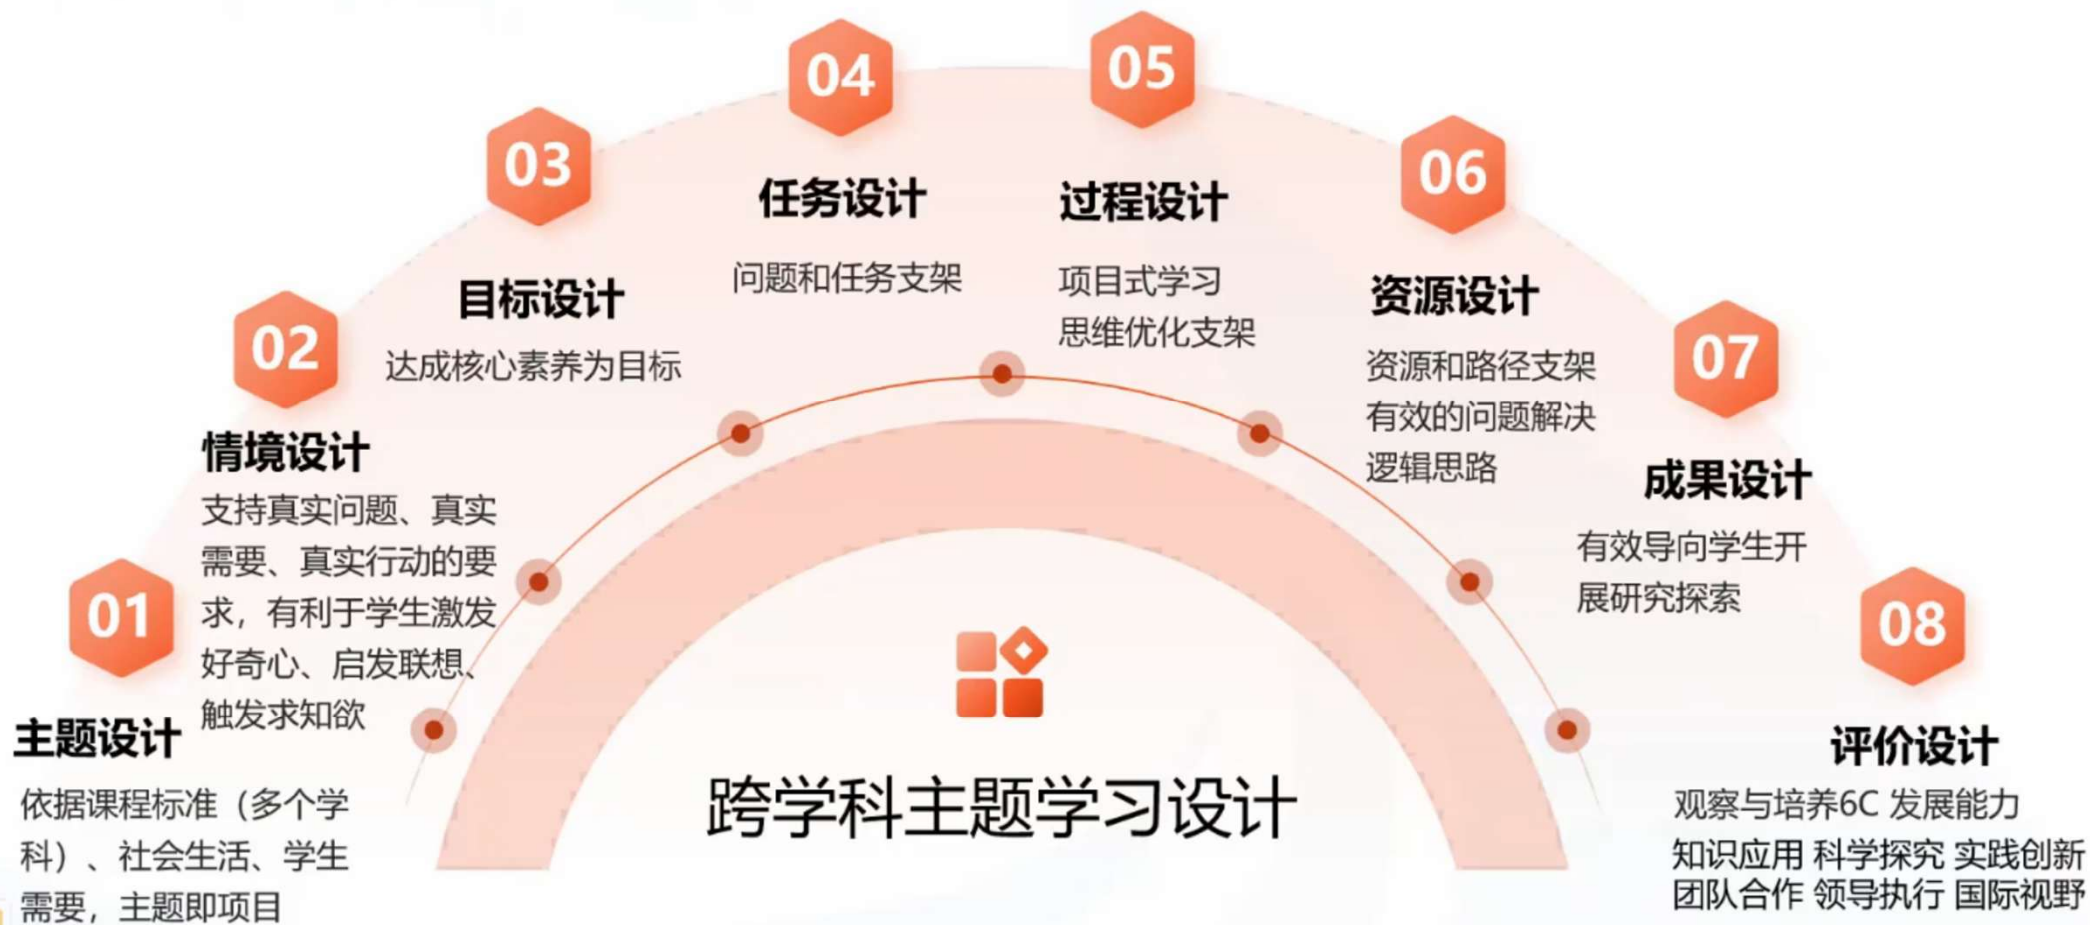 01
主题设计
依据课程标准（多个学
科）、社会生活、学生
需要，主题即项目
02
情境设计
支持真实问题、真实
需要、真实行动的要
求，有利于学生激发
好奇心、启发联想、
触发求知欲
03
目标设计
达成核心素养为目标
04
任务设计
问题和任务支架
05
过程设计
项目式学习
思维优化支架
06
资源设计
资源和路径支架
有效的问题解决
逻辑思路
07
成果设计
有效导向学生开
展研究探索
08
评价设计
观察与培养6C 发展能力
知识应用 科学探究 实践创新
团队合作 领导执行 国际视野
跨学科主题学习设计